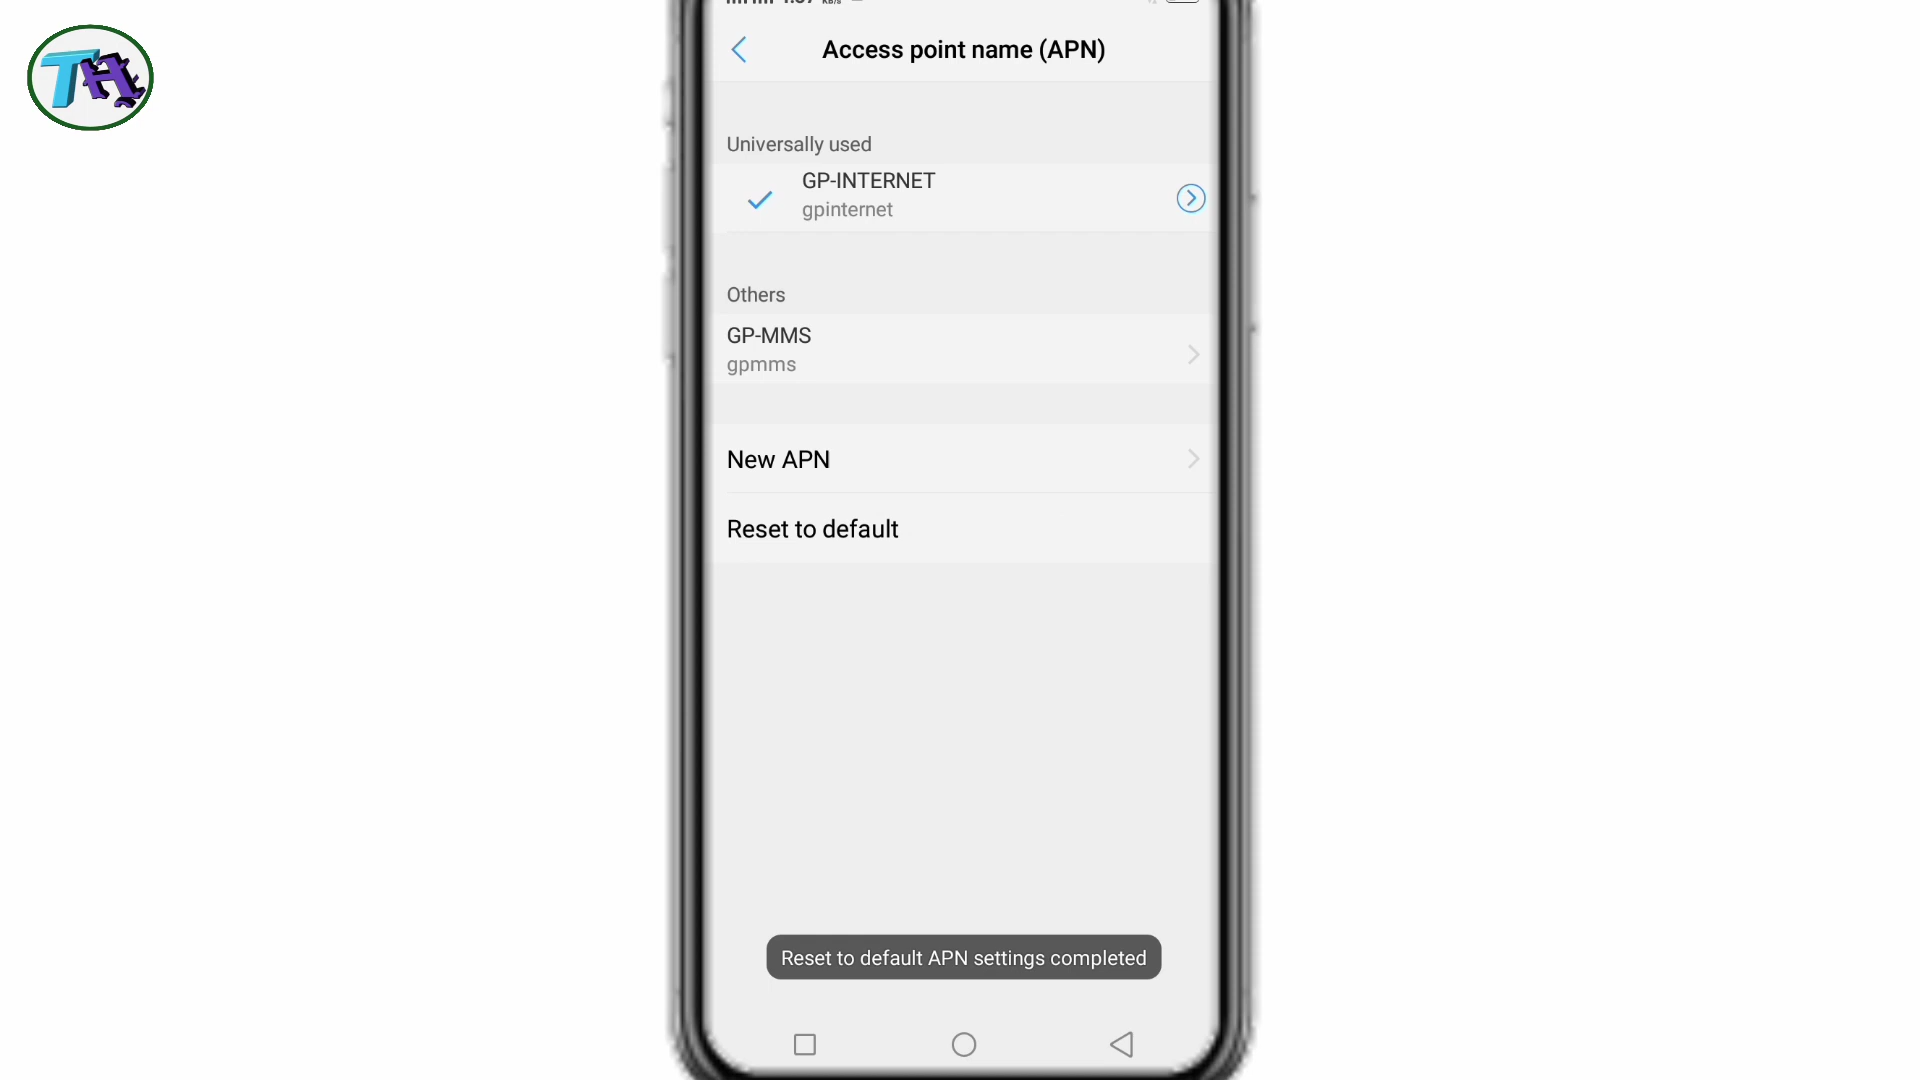 TH
Access point name (APN)
Universally used
GP-INTERNET
gpinternet
Others
GP-MMS
gpmms
New APN
Reset to default
Reset to default APN settings completed